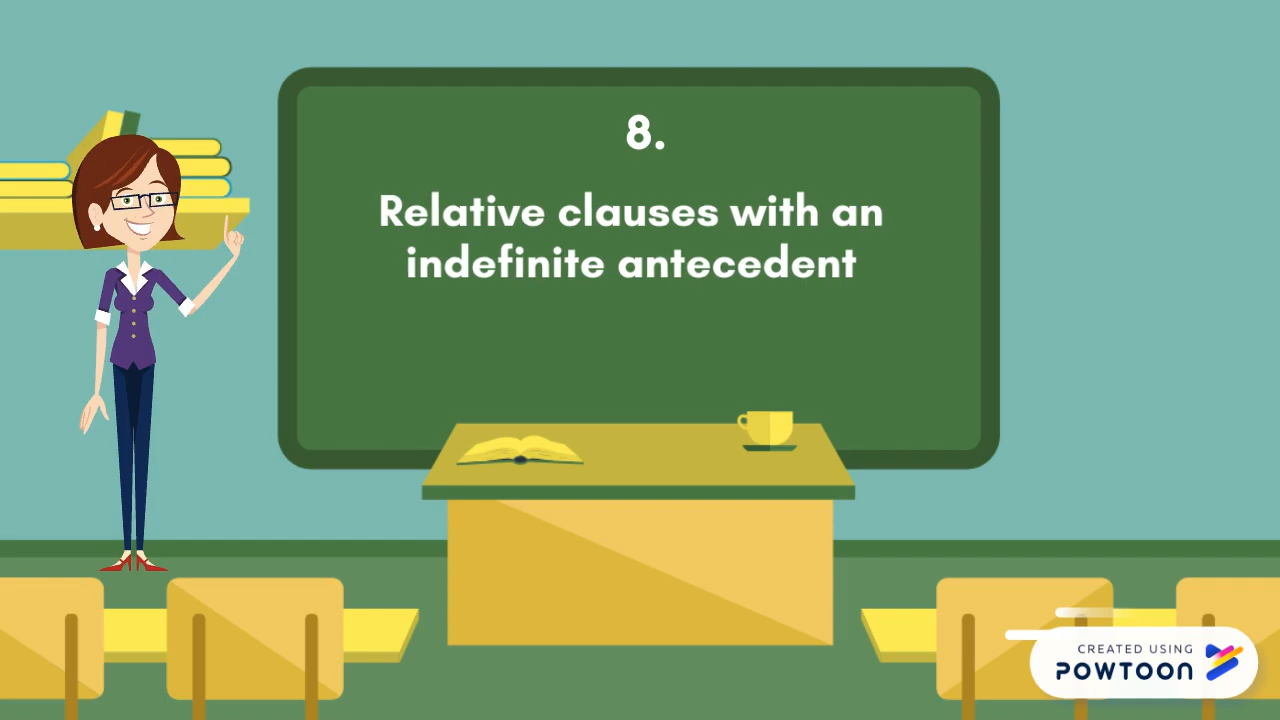 8.
Relative clauses with an
indefinite antecedent
CREATED USING
POWTOON